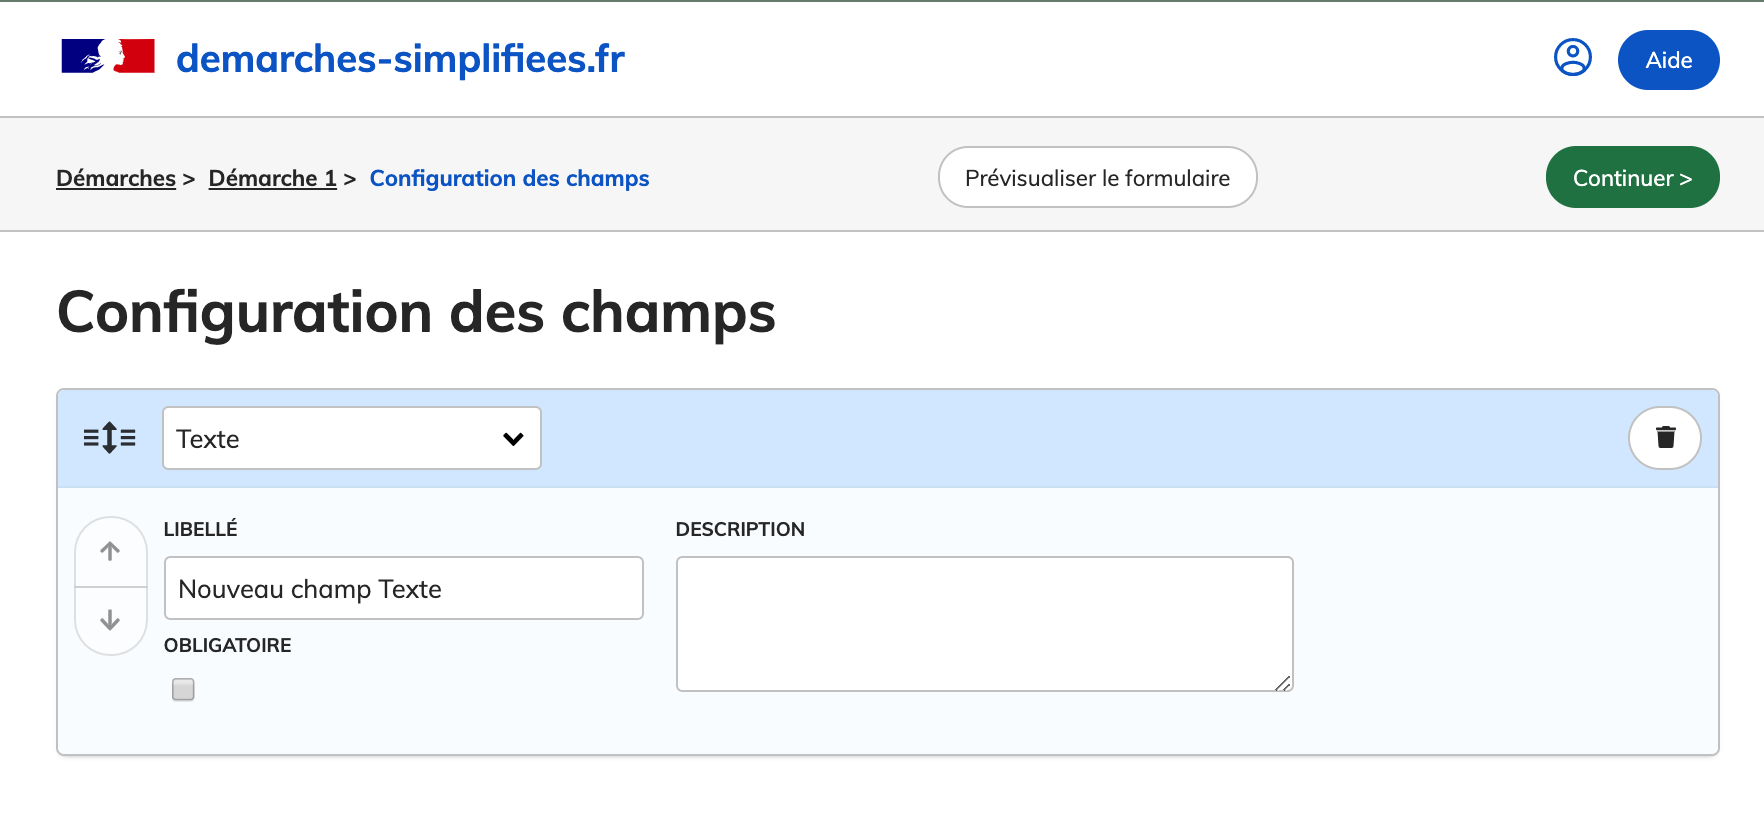 demarches-simplifiees.fr
Aide
Démarches > Démarche 1 > Configuration des champs
Prévisualiser le formulaire
Continuer >
Configuration des champs
Texte
LIBELLÉ
DESCRIPTION
Nouveau champ Texte
OBLIGATOIRE